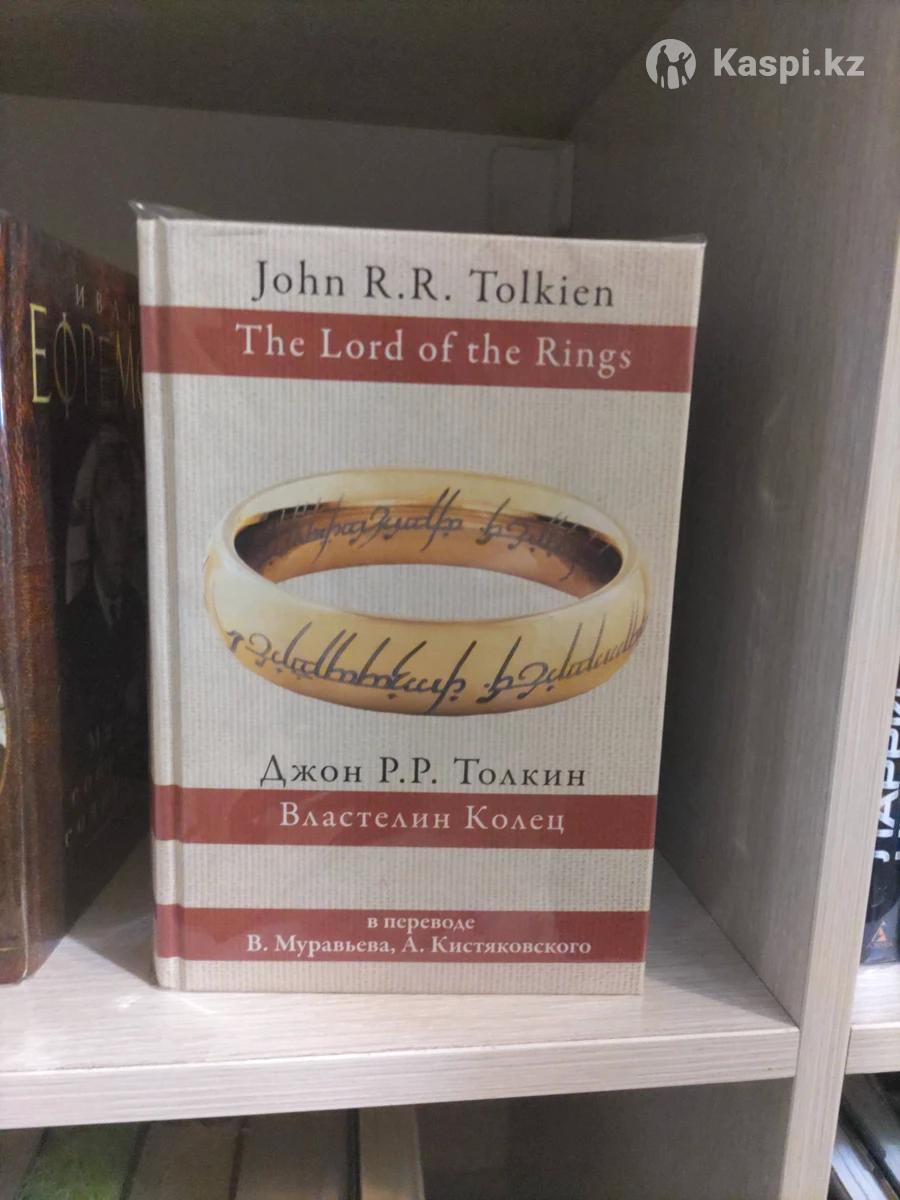 Kaspi.kz
John R.R. Tolkien
The Lord of the Rings
Джон Р.Р. Толкин
Властелин Колец
в переводе
В. Муравьева, А. Кистяковского